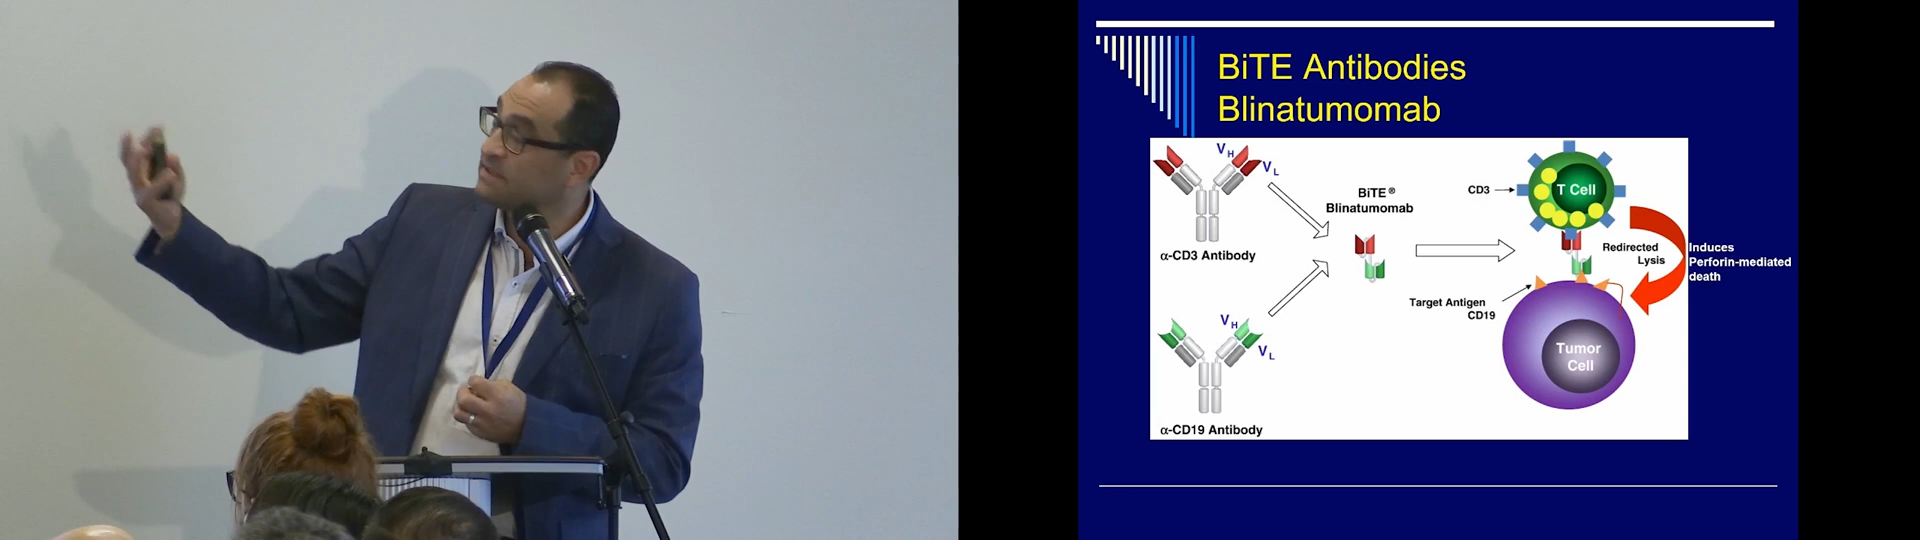 BiTE Antibodies
Blinatumomab
VH
VL
α-CD3 Antibody
BiTE®
Blinatumomab
CD3
T Cell
Redirected
Lysis
Induces
Perforin-mediated
death
Target Antigen
CD19
VH
VL
Tumor
Cell
α-CD19 Antibody